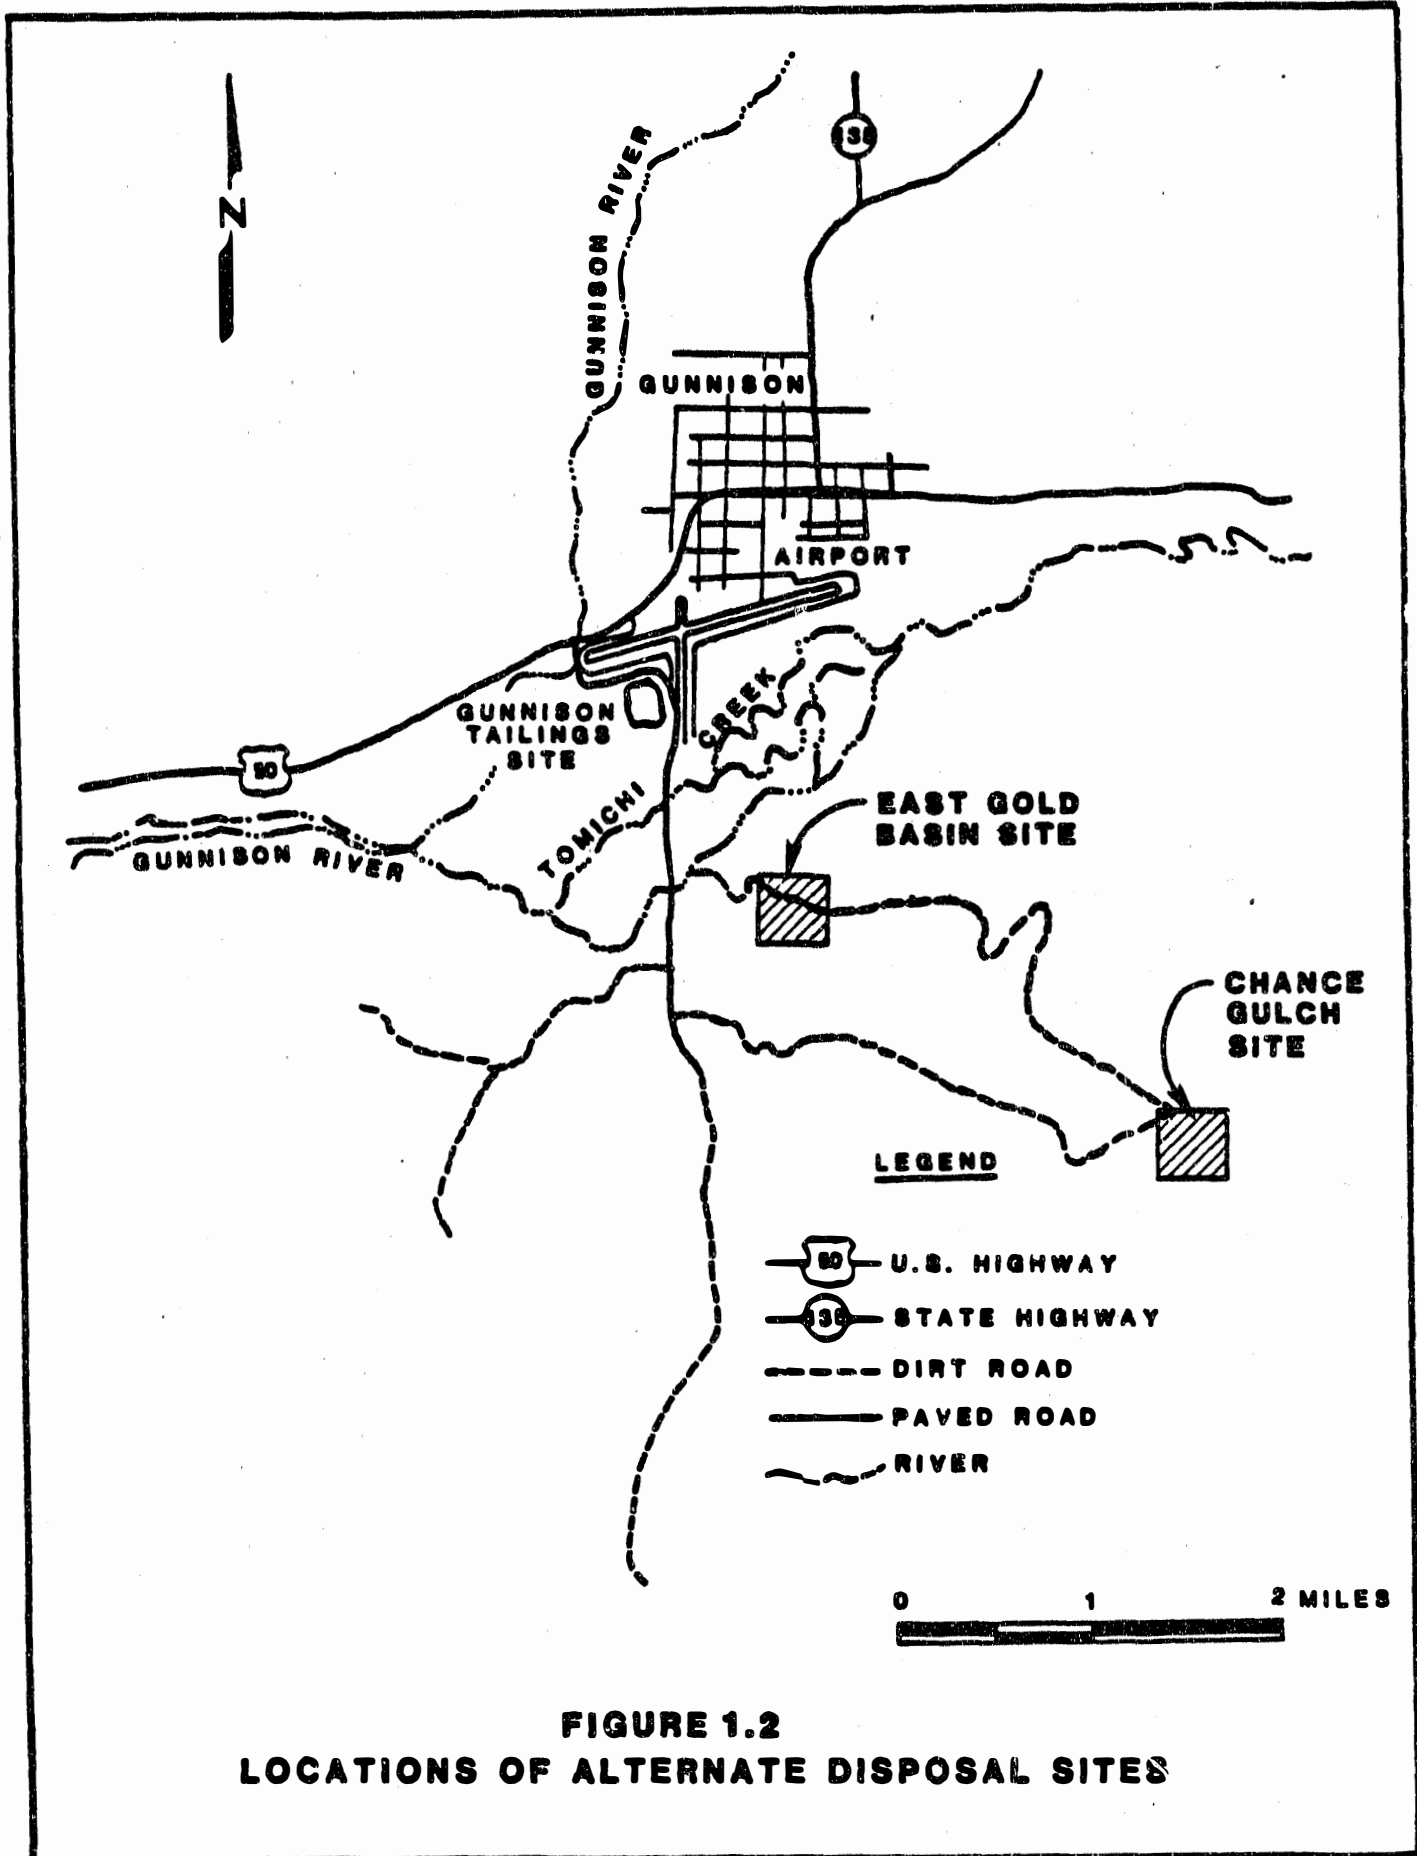 N
GUNNISON RIVER
GUNNISON
AIRPORT
GUNNISON
TAILINGS
SITE
TOMICHI CREEK
50
GUNNISON RIVER
EAST GOLD
BASIN SITE
CHANCE
GULCH
SITE
LEGEND
50 U.S. HIGHWAY
STATE HIGHWAY
DIRT ROAD
PAVED ROAD
RIVER
0 1 2 MILES
FIGURE 1.2
LOCATIONS OF ALTERNATE DISPOSAL SITES